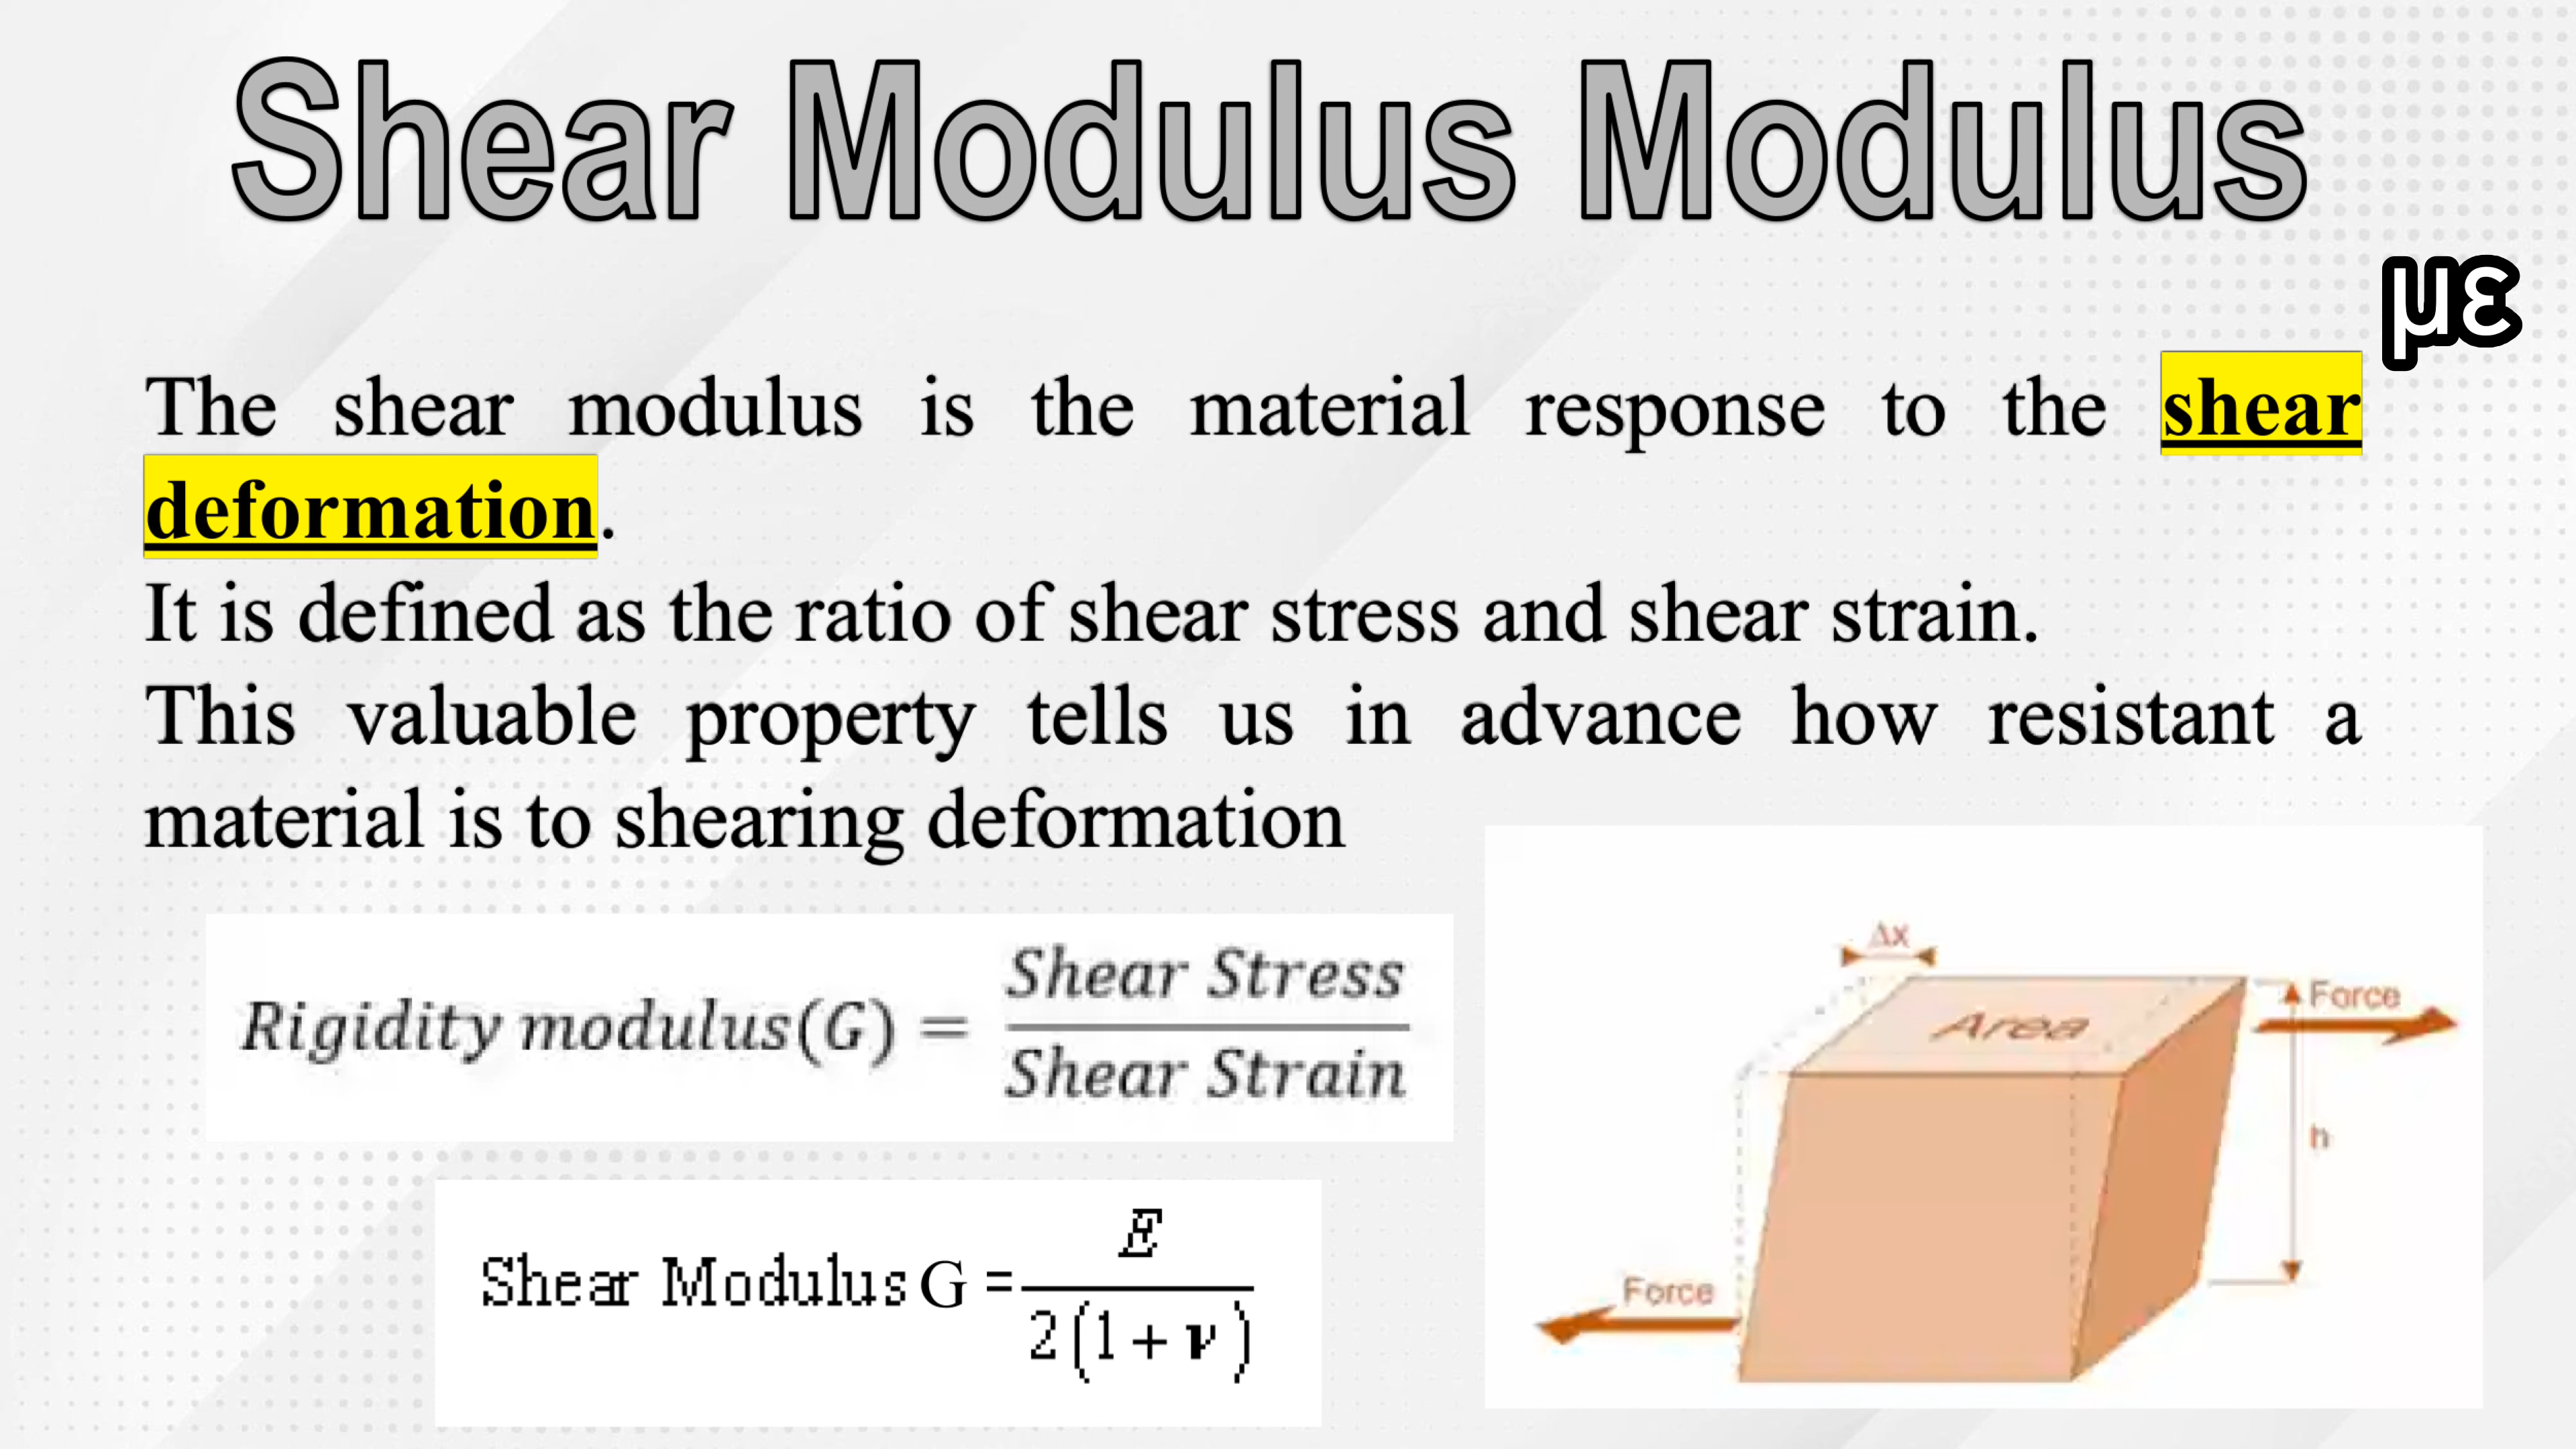 Shear Modulus Modulus
με
The shear modulus is the material response to the shear
deformation.
It is defined as the ratio of shear stress and shear strain.
This valuable property tells us in advance how resistant a
material is to shearing deformation
Rigidity modulus(G) = Shear Stress
Shear Strain
Shear Modulus G = E
2(1+ν)
Δx
Area
Force
h
Force